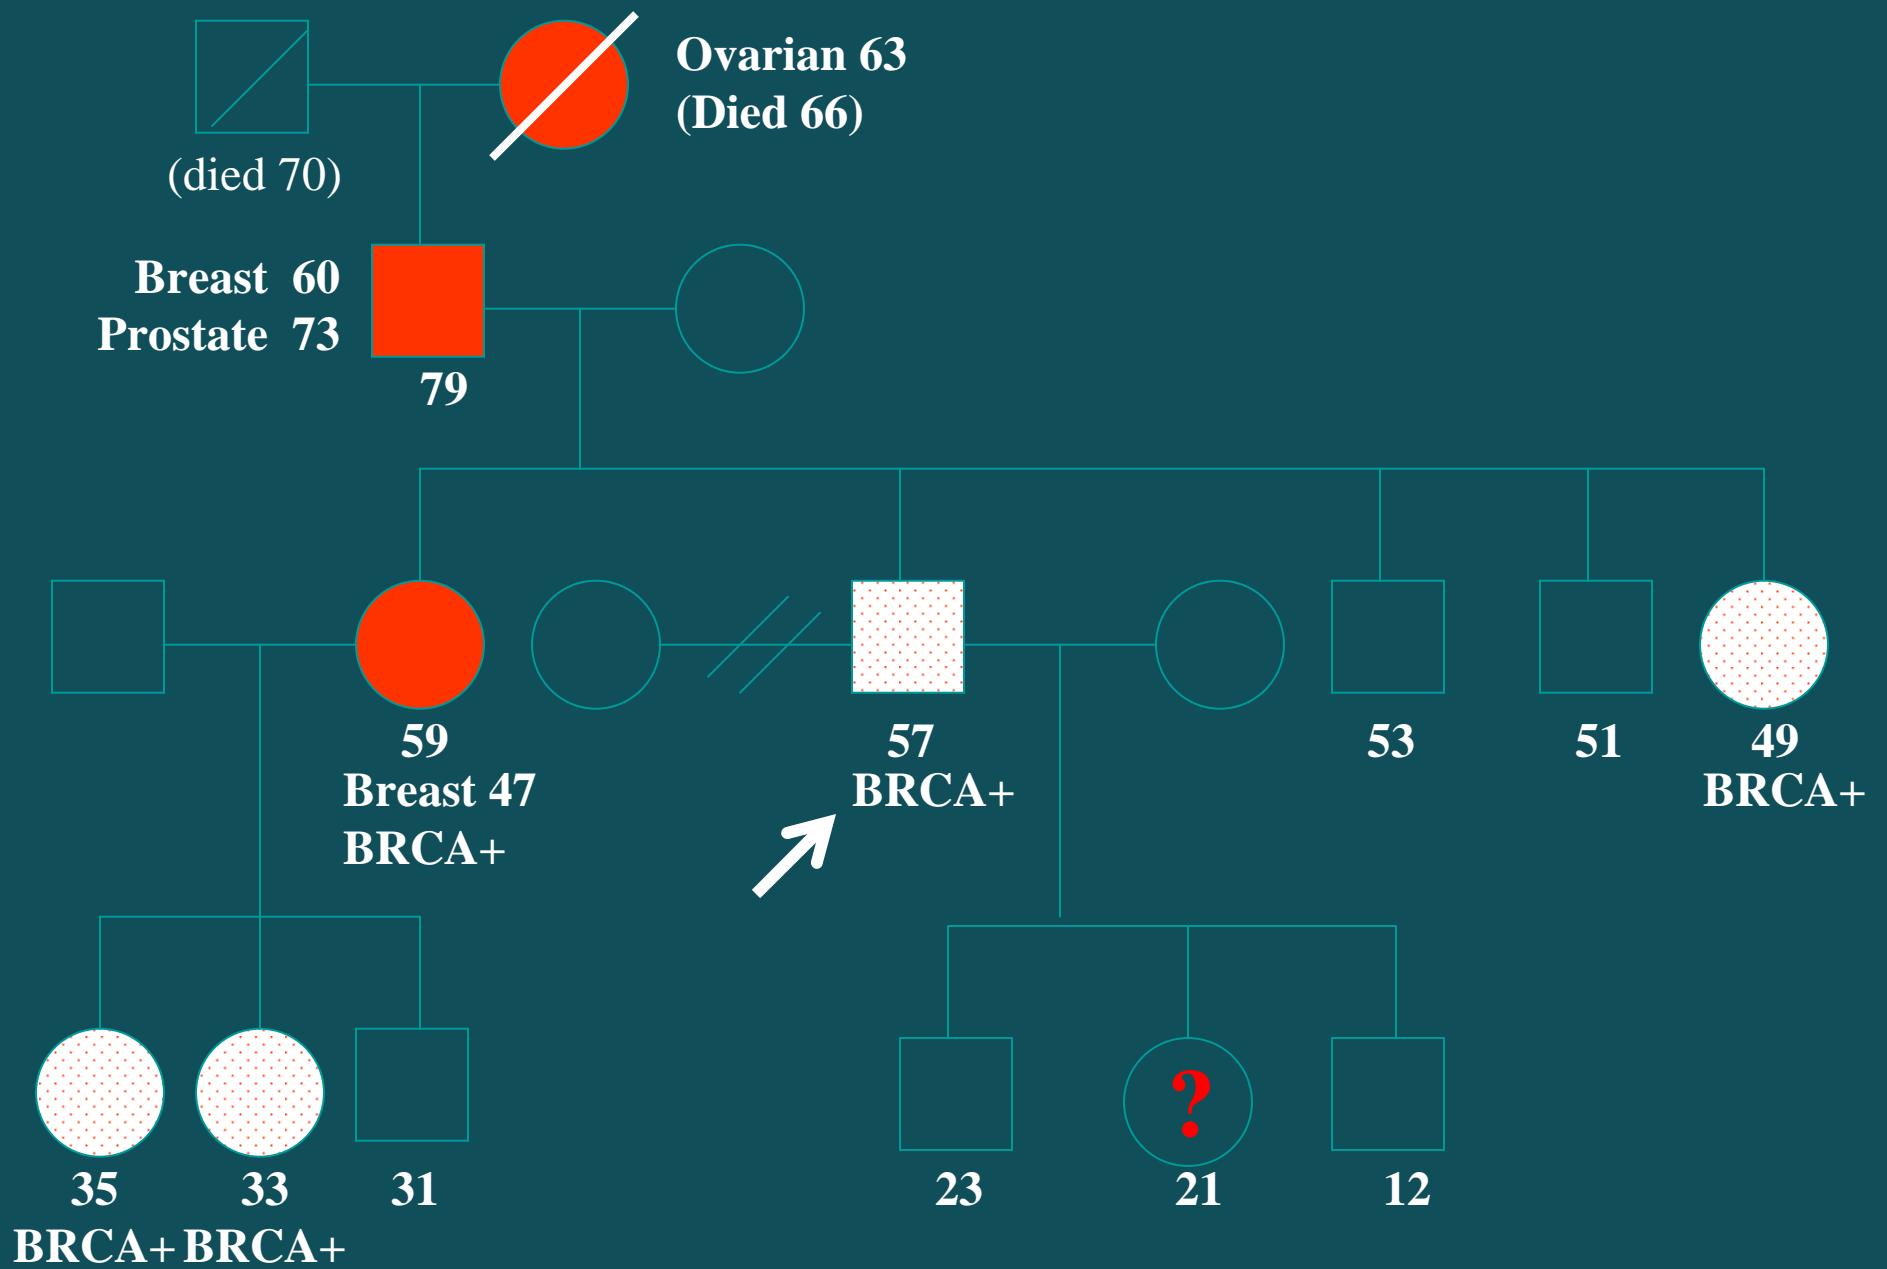 Ovarian 63
(Died 66)
(died 70)
Breast 60
Prostate 73
79
59
Breast 47
BRCA+
57
BRCA+
53
51
49
BRCA+
?
35
BRCA+
33
BRCA+
31
23
21
12